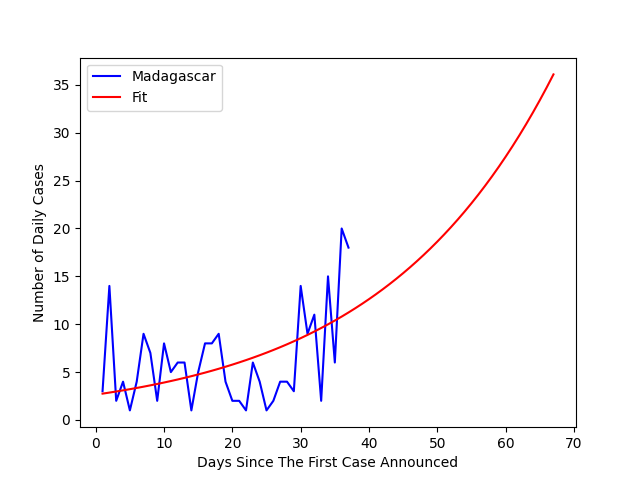 Madagascar
Fit
Number of Daily Cases
35
30
25
20
15
10
5
0
0 10 20 30 40 50 60 70
Days Since The First Case Announced